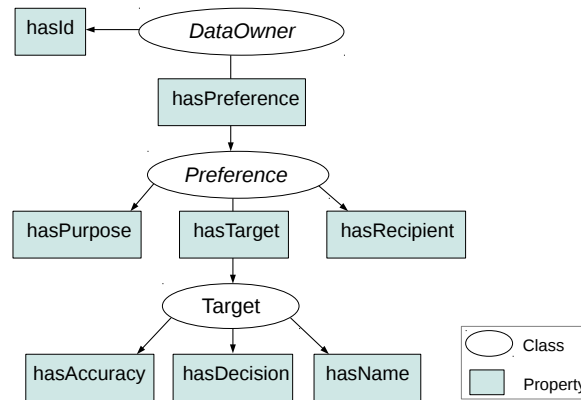 hasId
DataOwner
hasPreference
Preference
hasPurpose
hasTarget
hasRecipient
Target
hasAccuracy
hasDecision
hasName
Class
Property